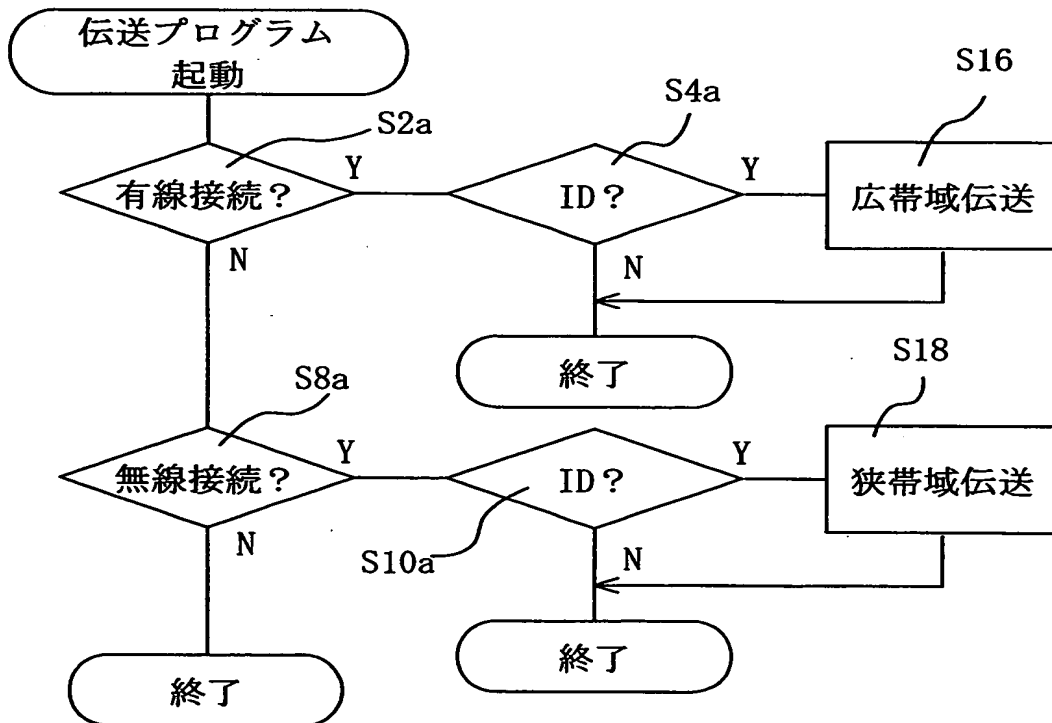 伝送プログラム
起動
S2a
有線接続？
Y
N
S4a
ID？
Y
N
S16
広帯域伝送
終了
S8a
無線接続？
Y
N
S10a
ID？
Y
N
S18
狭帯域伝送
終了
終了